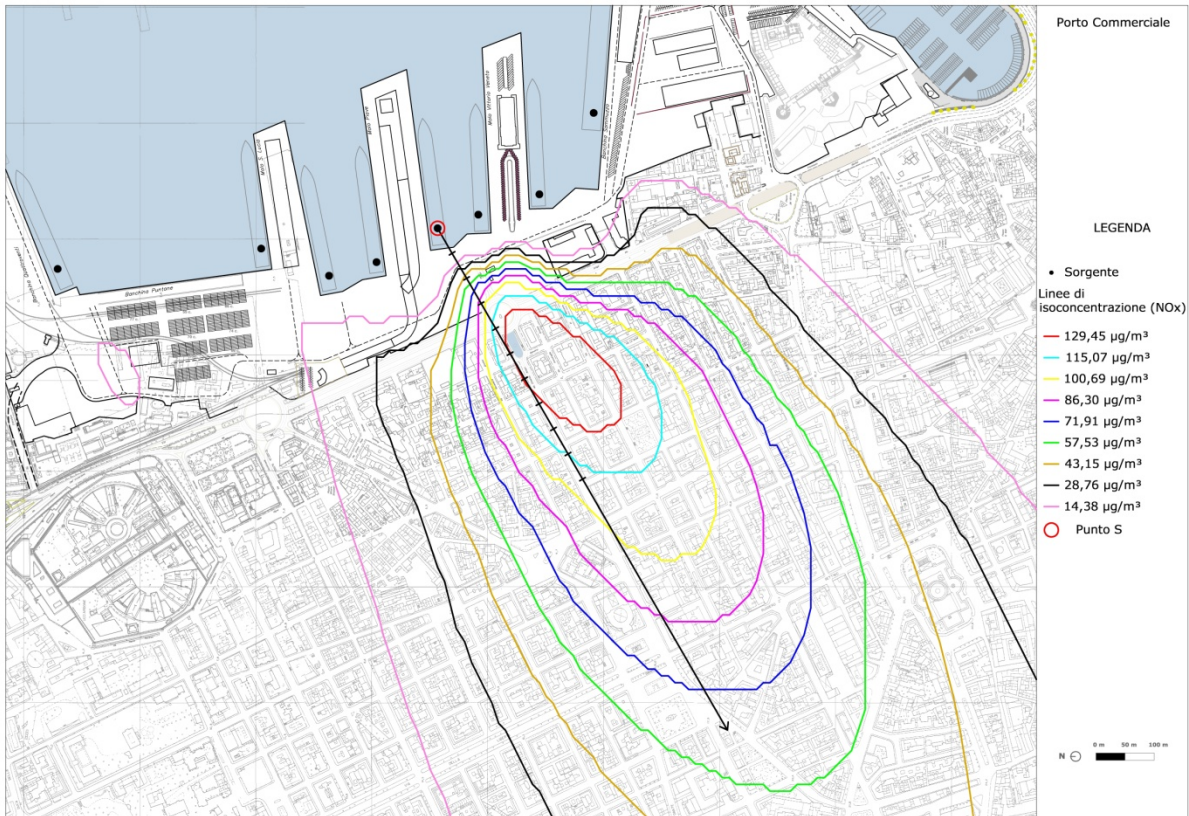 Porto Commerciale
LEGENDA
Sorgente
Linee di
isoconcentrazione (NOx)
129,45 µg/m³
115,07 µg/m³
100,69 µg/m³
86,30 µg/m³
71,91 µg/m³
57,53 µg/m³
43,15 µg/m³
28,76 µg/m³
14,38 µg/m³
Punto S
N
0 m 50 m 100 m
Molo S. Lucia
Molo Piave
Molo Vittorio Veneto
Banchina Puntone